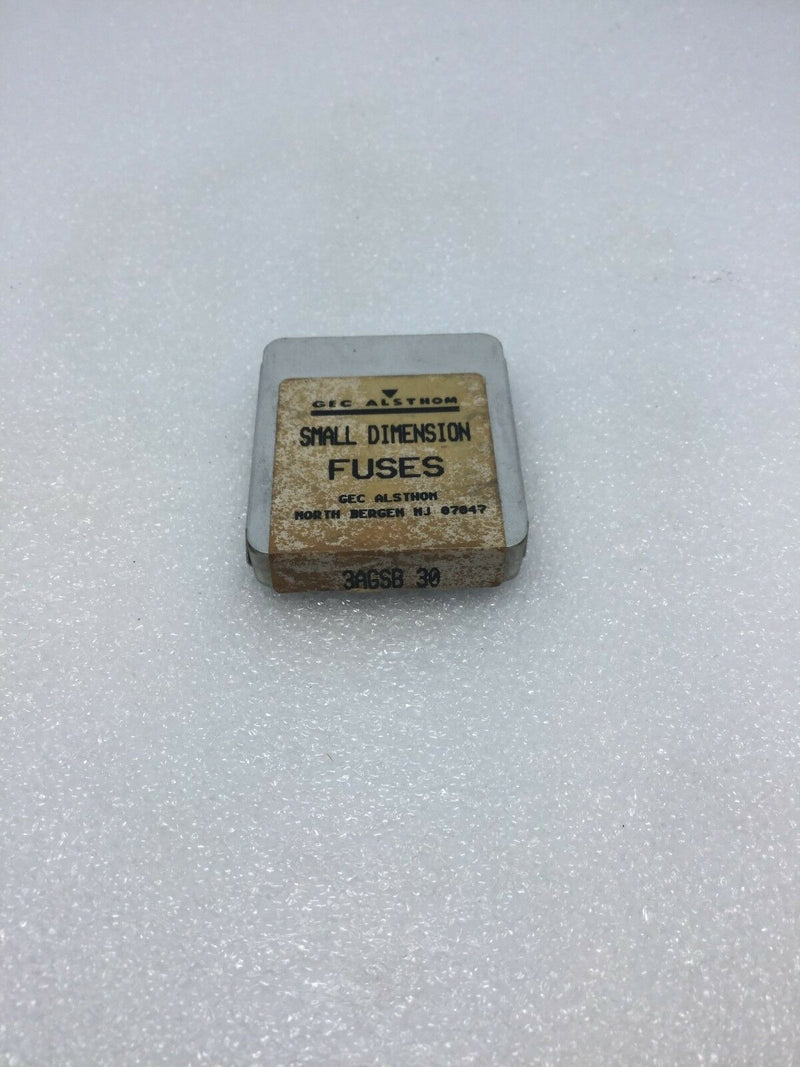 GEC ALSTHOM
SMALL DIMENSION
FUSES
GEC ALSTHOM
NORTH BERGEN NJ 07047
3AGSB 30